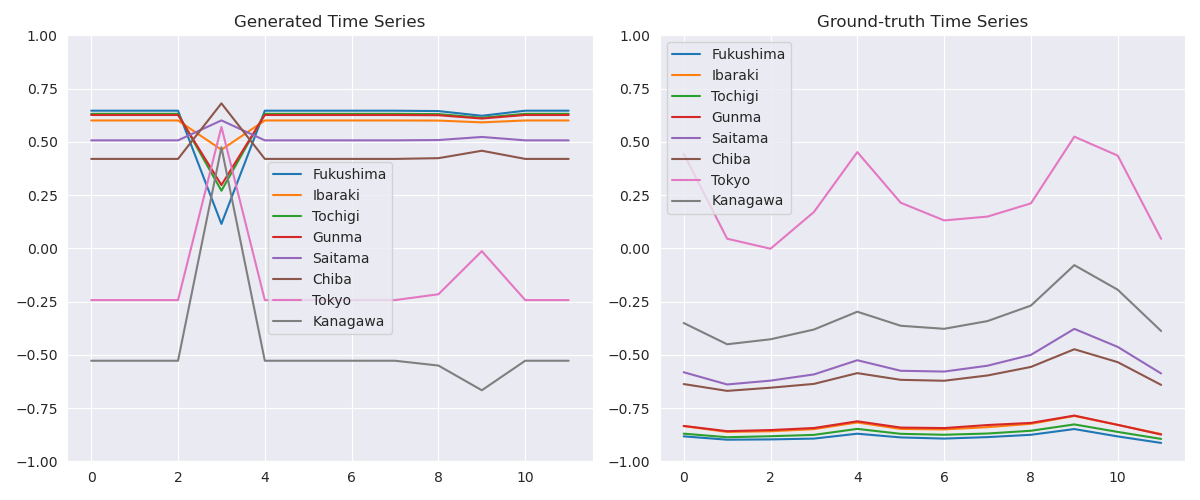 Generated Time Series
1.00
0.75
0.50
0.25
0.00
−0.25
−0.50
−0.75
−1.00
0 2 4 6 8 10
Fukushima
Ibaraki
Tochigi
Gunma
Saitama
Chiba
Tokyo
Kanagawa
Ground-truth Time Series
1.00
0.75
0.50
0.25
0.00
−0.25
−0.50
−0.75
−1.00
0 2 4 6 8 10
Fukushima
Ibaraki
Tochigi
Gunma
Saitama
Chiba
Tokyo
Kanagawa